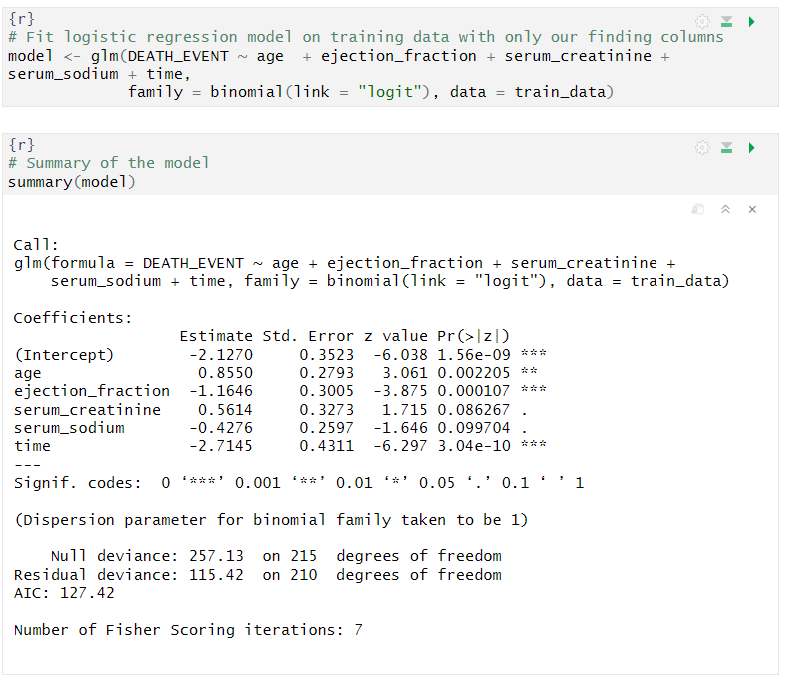 {r}
# Fit logistic regression model on training data with only our finding columns
model <- glm(DEATH_EVENT ~ age  + ejection_fraction + serum_creatinine +
serum_sodium + time,
             family = binomial(link = "logit"), data = train_data)
{r}
# Summary of the model
summary(model)
Call:
glm(formula = DEATH_EVENT ~ age + ejection_fraction + serum_creatinine +
    serum_sodium + time, family = binomial(link = "logit"), data = train_data)
Coefficients:
                  Estimate Std. Error z value Pr(>|z|)
(Intercept)        -2.1270     0.3523  -6.038 1.56e-09 ***
age                 0.8550     0.2793   3.061 0.002205 **
ejection_fraction  -1.1646     0.3005  -3.875 0.000107 ***
serum_creatinine    0.5614     0.3273   1.715 0.086267 .
serum_sodium       -0.4276     0.2597  -1.646 0.099704 .
time               -2.7145     0.4311  -6.297 3.04e-10 ***
---
Signif. codes:  0 ‘***’ 0.001 ‘**’ 0.01 ‘*’ 0.05 ‘.’ 0.1 ‘ ’ 1
(Dispersion parameter for binomial family taken to be 1)
    Null deviance: 257.13  on 215  degrees of freedom
Residual deviance: 115.42  on 210  degrees of freedom
AIC: 127.42
Number of Fisher Scoring iterations: 7